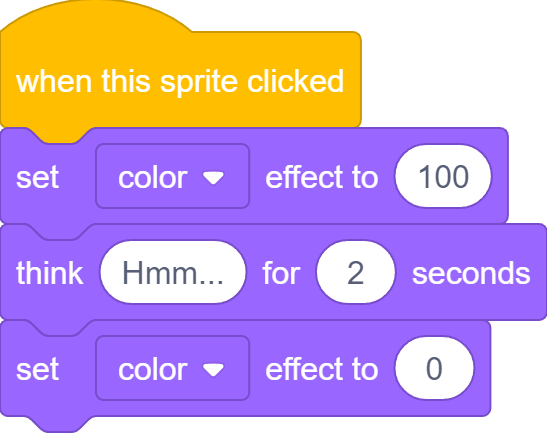 when this sprite clicked
set color effect to 100
think Hmm... for 2 seconds
set color effect to 0